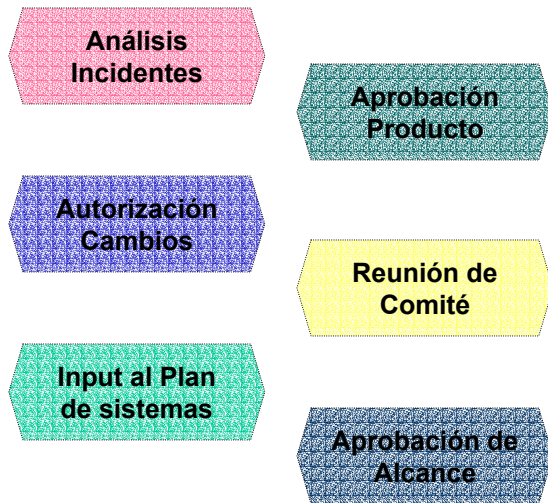 Análisis
Incidentes
Aprobación
Producto
Autorización
Cambios
Reunión de
Comité
Input al Plan
de sistemas
Aprobación de
Alcance